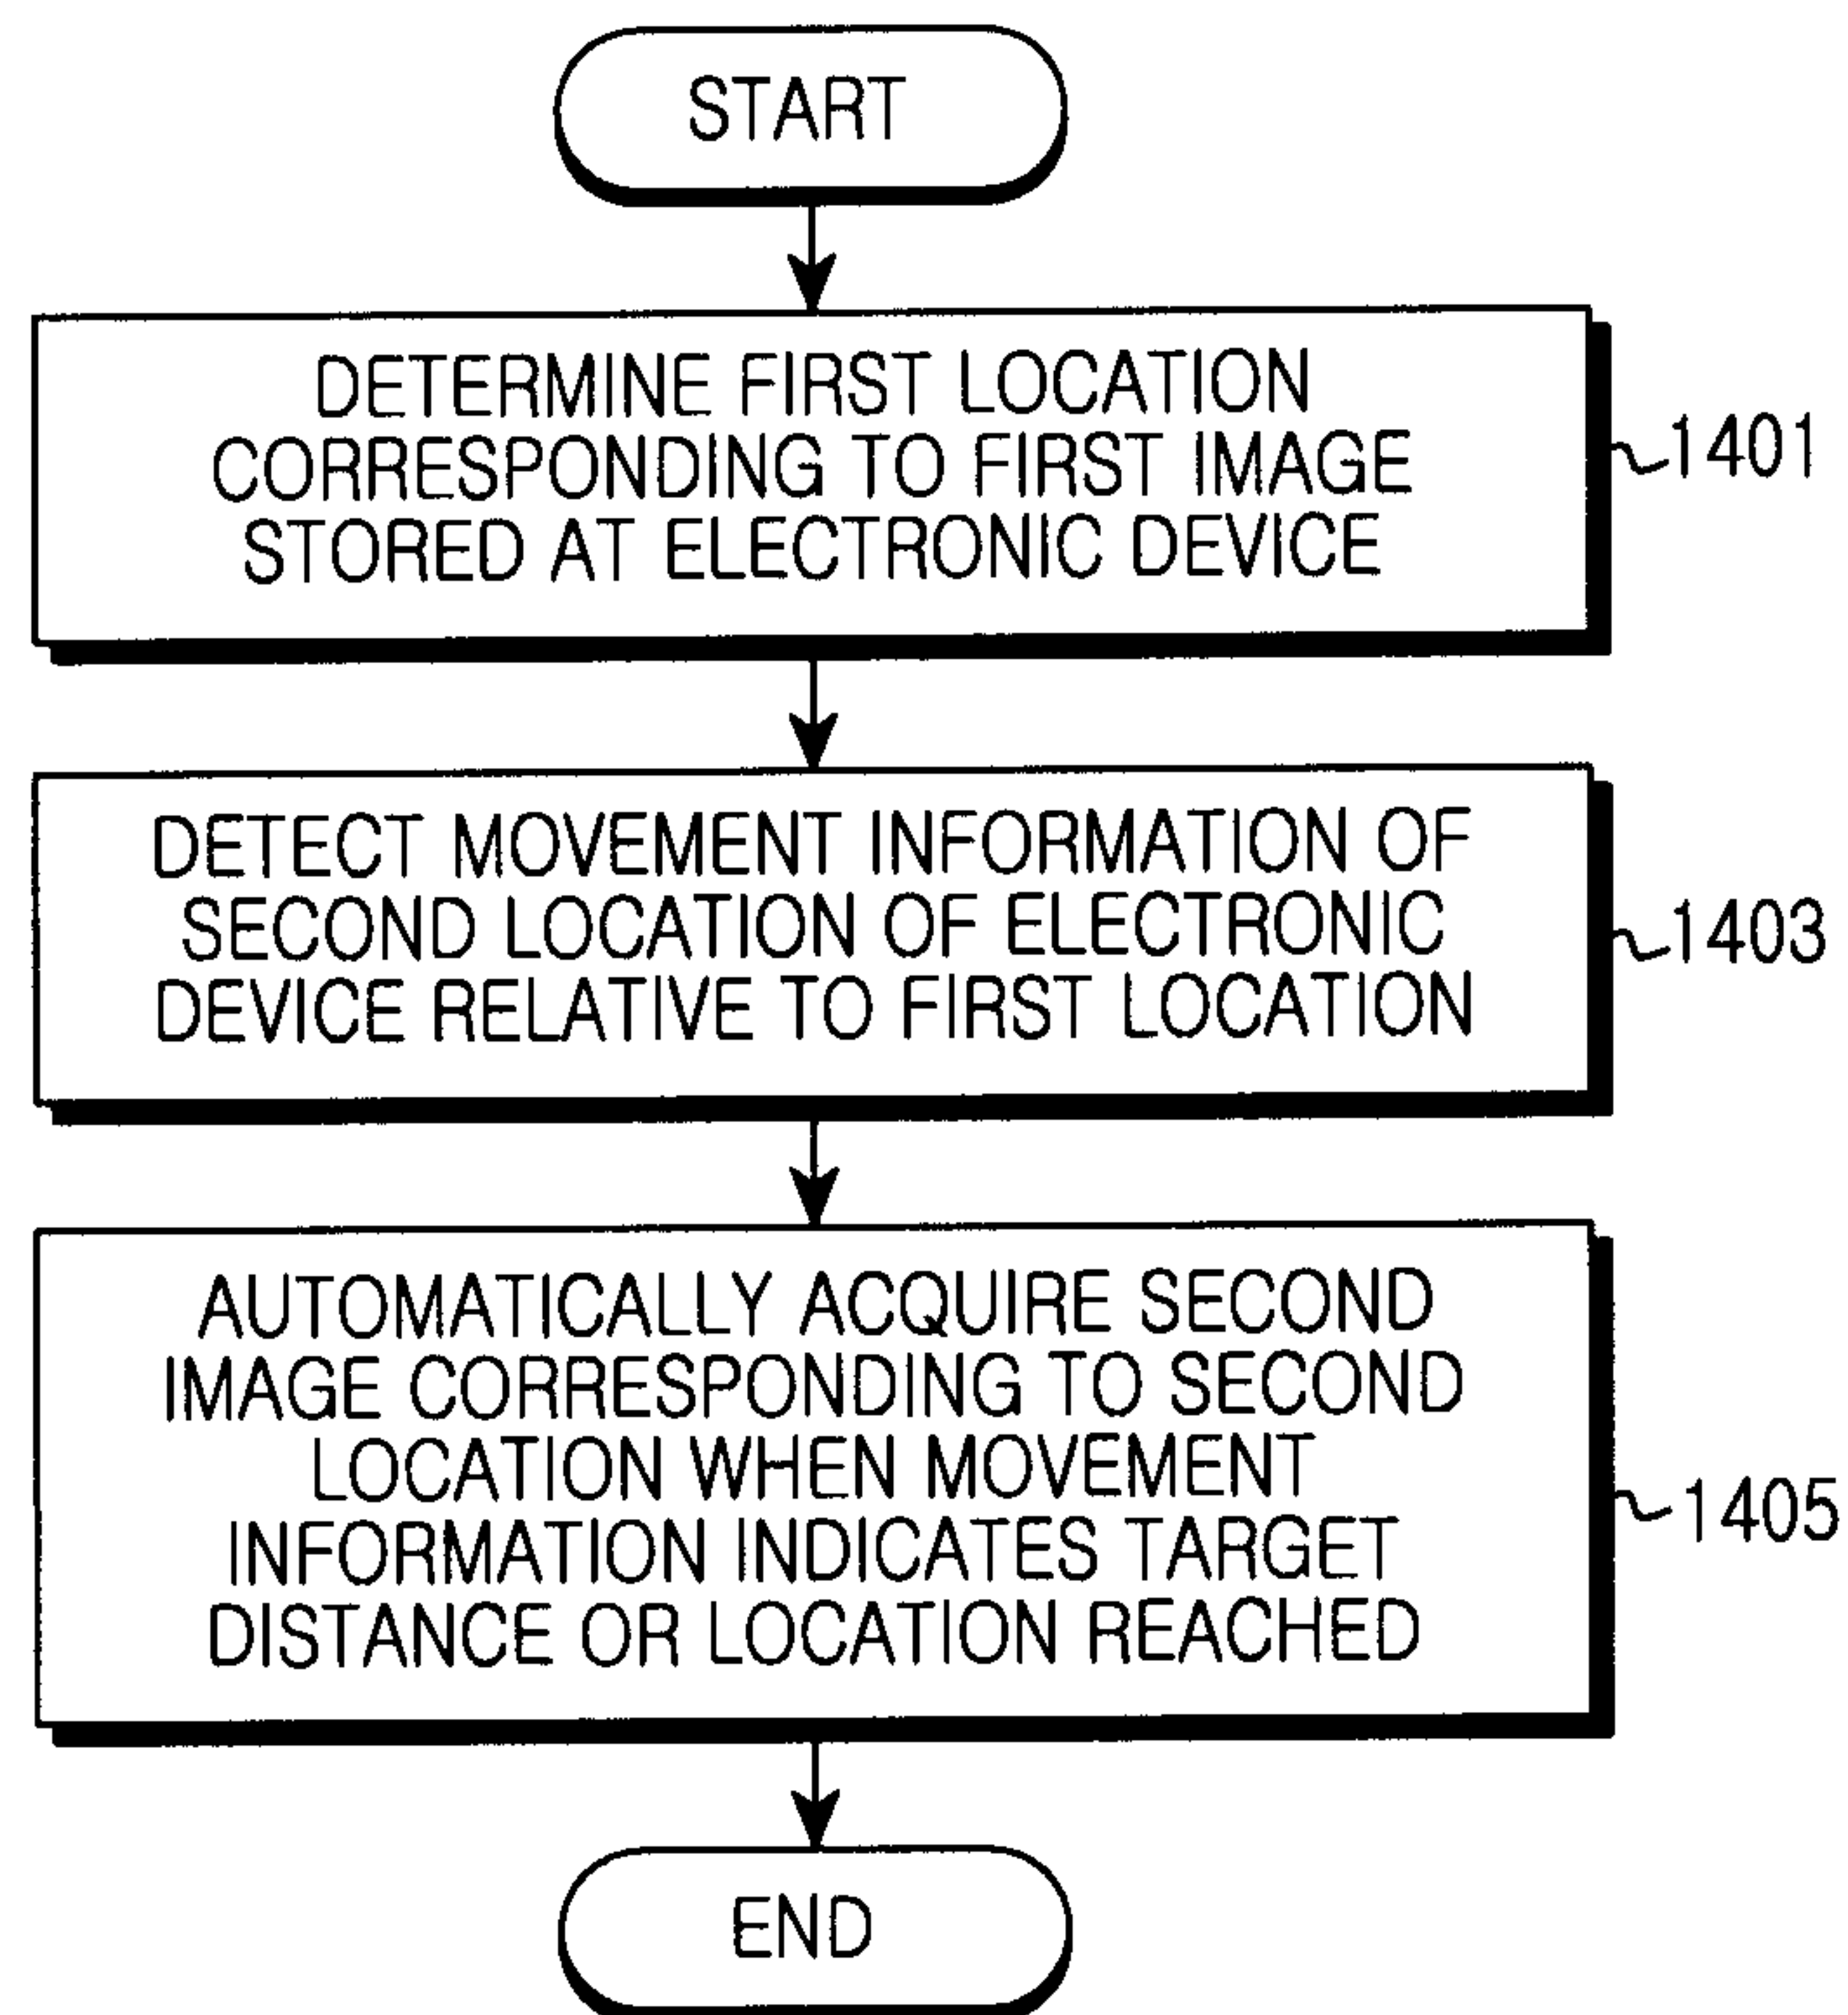 START
DETERMINE FIRST LOCATION
CORRESPONDING TO FIRST IMAGE
STORED AT ELECTRONIC DEVICE
1401
DETECT MOVEMENT INFORMATION OF
SECOND LOCATION OF ELECTRONIC
DEVICE RELATIVE TO FIRST LOCATION
1403
AUTOMATICALLY ACQUIRE SECOND
IMAGE CORRESPONDING TO SECOND
LOCATION WHEN MOVEMENT
INFORMATION INDICATES TARGET
DISTANCE OR LOCATION REACHED
1405
END